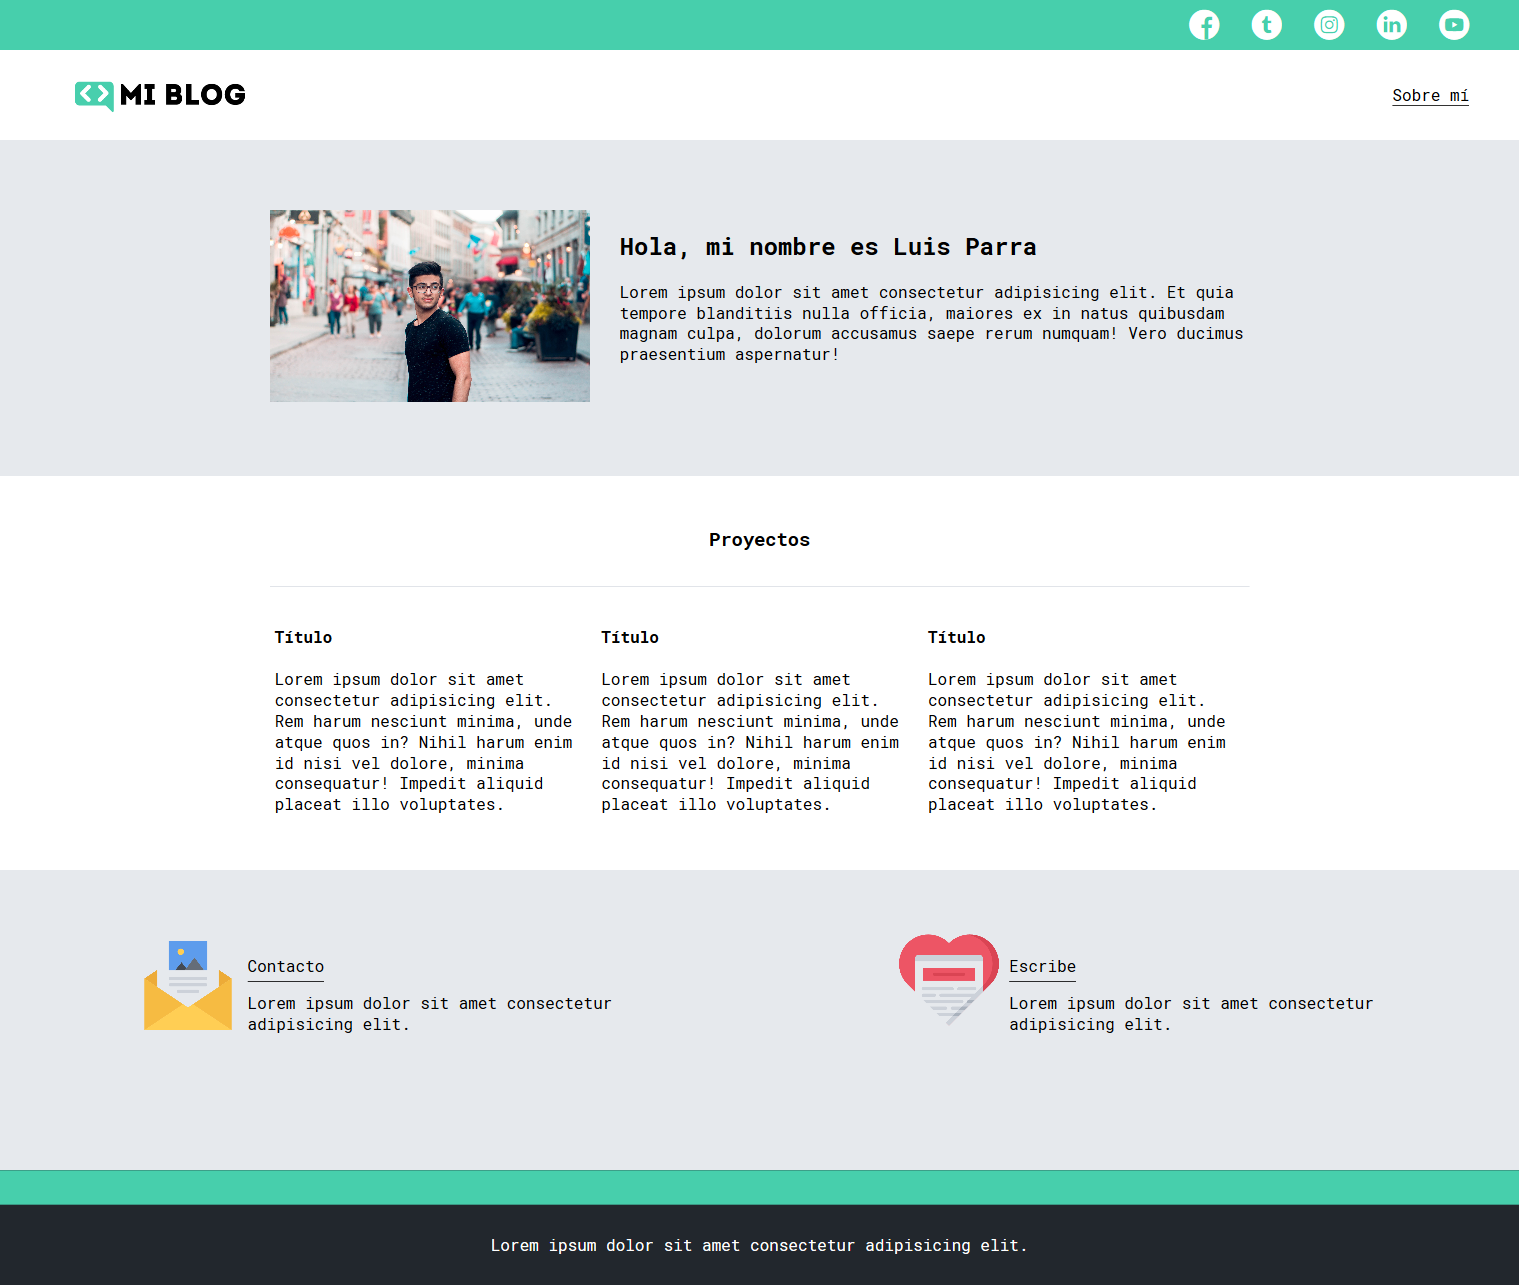 MI BLOG
Sobre mí
Hola, mi nombre es Luis Parra
Lorem ipsum dolor sit amet consectetur adipisicing elit. Et quia
tempore blanditiis nulla officia, maiores ex in natus quibusdam
magnam culpa, dolorum accusamus saepe rerum numquam! Vero ducimus
praesentium aspernatur!
Proyectos
Título
Lorem ipsum dolor sit amet
consectetur adipisicing elit.
Rem harum nesciunt minima, unde
atque quos in? Nihil harum enim
id nisi vel dolore, minima
consequatur! Impedit aliquid
placeat illo voluptates.
Título
Lorem ipsum dolor sit amet
consectetur adipisicing elit.
Rem harum nesciunt minima, unde
atque quos in? Nihil harum enim
id nisi vel dolore, minima
consequatur! Impedit aliquid
placeat illo voluptates.
Título
Lorem ipsum dolor sit amet
consectetur adipisicing elit.
Rem harum nesciunt minima, unde
atque quos in? Nihil harum enim
id nisi vel dolore, minima
consequatur! Impedit aliquid
placeat illo voluptates.
Contacto
Lorem ipsum dolor sit amet consectetur
adipisicing elit.
Escribe
Lorem ipsum dolor sit amet consectetur
adipisicing elit.
Lorem ipsum dolor sit amet consectetur adipisicing elit.